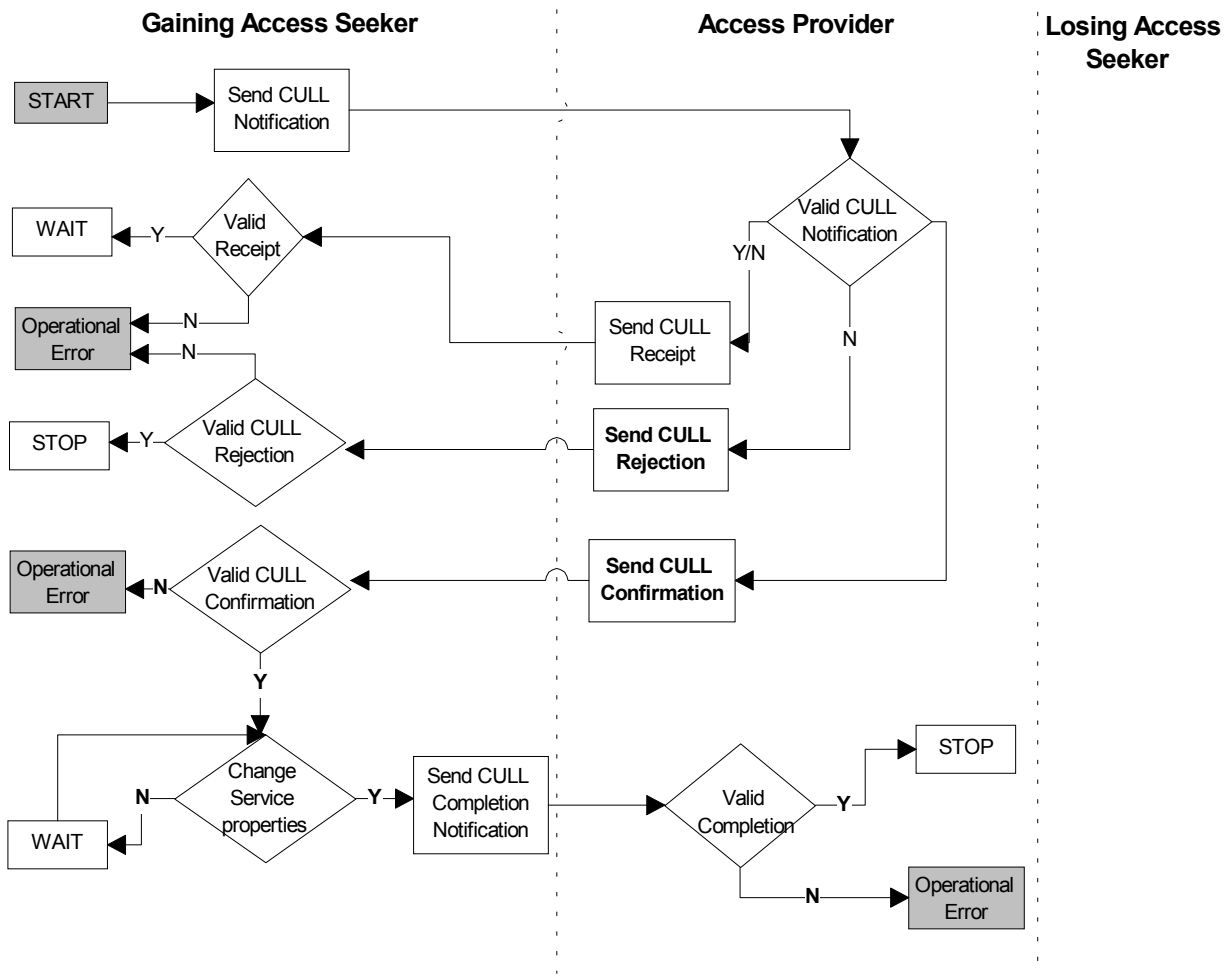 Gaining Access Seeker
Access Provider
Losing Access
Seeker
START
Send CULL
Notification
Valid CULL
Notification
WAIT
Y
Valid
Receipt
Y/N
Operational
Error
N
Send CULL
Receipt
N
N
STOP
Y
Valid CULL
Rejection
Send CULL
Rejection
Operational
Error
N
Valid CULL
Confirmation
Send CULL
Confirmation
Y
Change
Service
properties
N
WAIT
Y
Send CULL
Completion
Notification
Valid
Completion
Y
STOP
N
Operational
Error